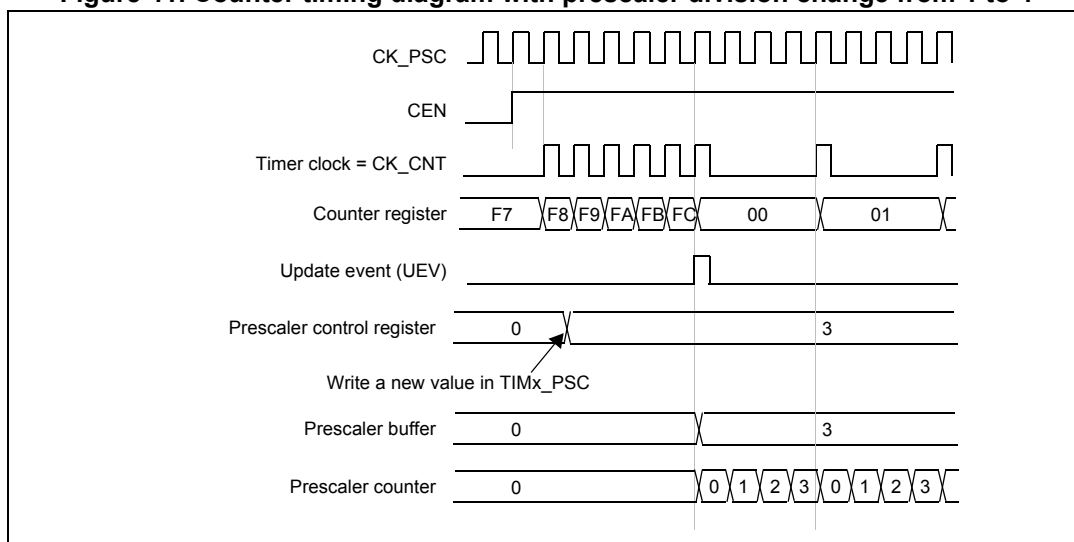 CK_PSC
CEN
Timer clock = CK_CNT
Counter register F7 F8 F9 FA FB FC 00 01
Update event (UEV)
Prescaler control register 0 3
Write a new value in TIMx_PSC
Prescaler buffer 0 3
Prescaler counter 0 0 1 2 3 0 1 2 3